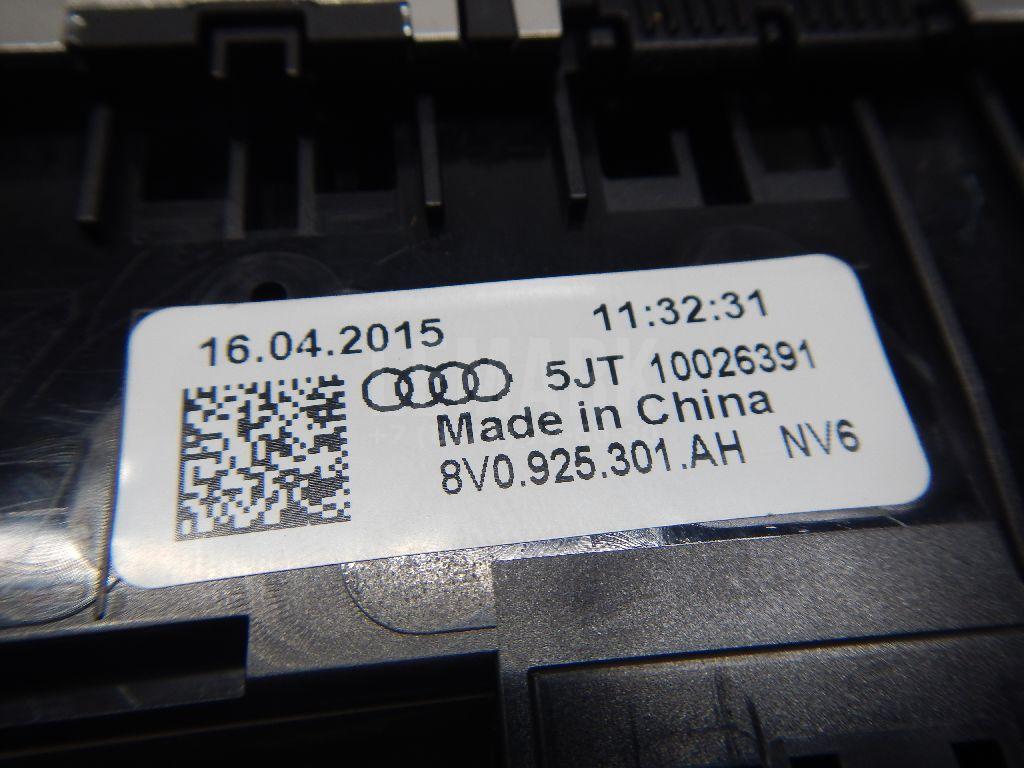 16.04.2015 11:32:31
5JT 10026391
Made in China
8V0.925.301.AH NV6